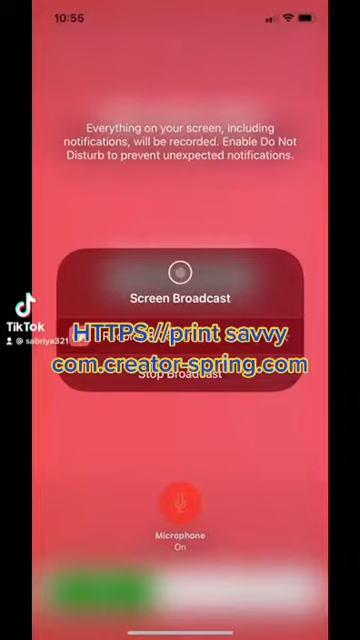 10:55
Everything on your screen, including
notifications, will be recorded. Enable Do Not
Disturb to prevent unexpected notifications.
Screen Broadcast
HTTPS://print savvy
com.creator-spring.com
Stop Broadcast
TikTok
@ sabriya321
Microphone
On